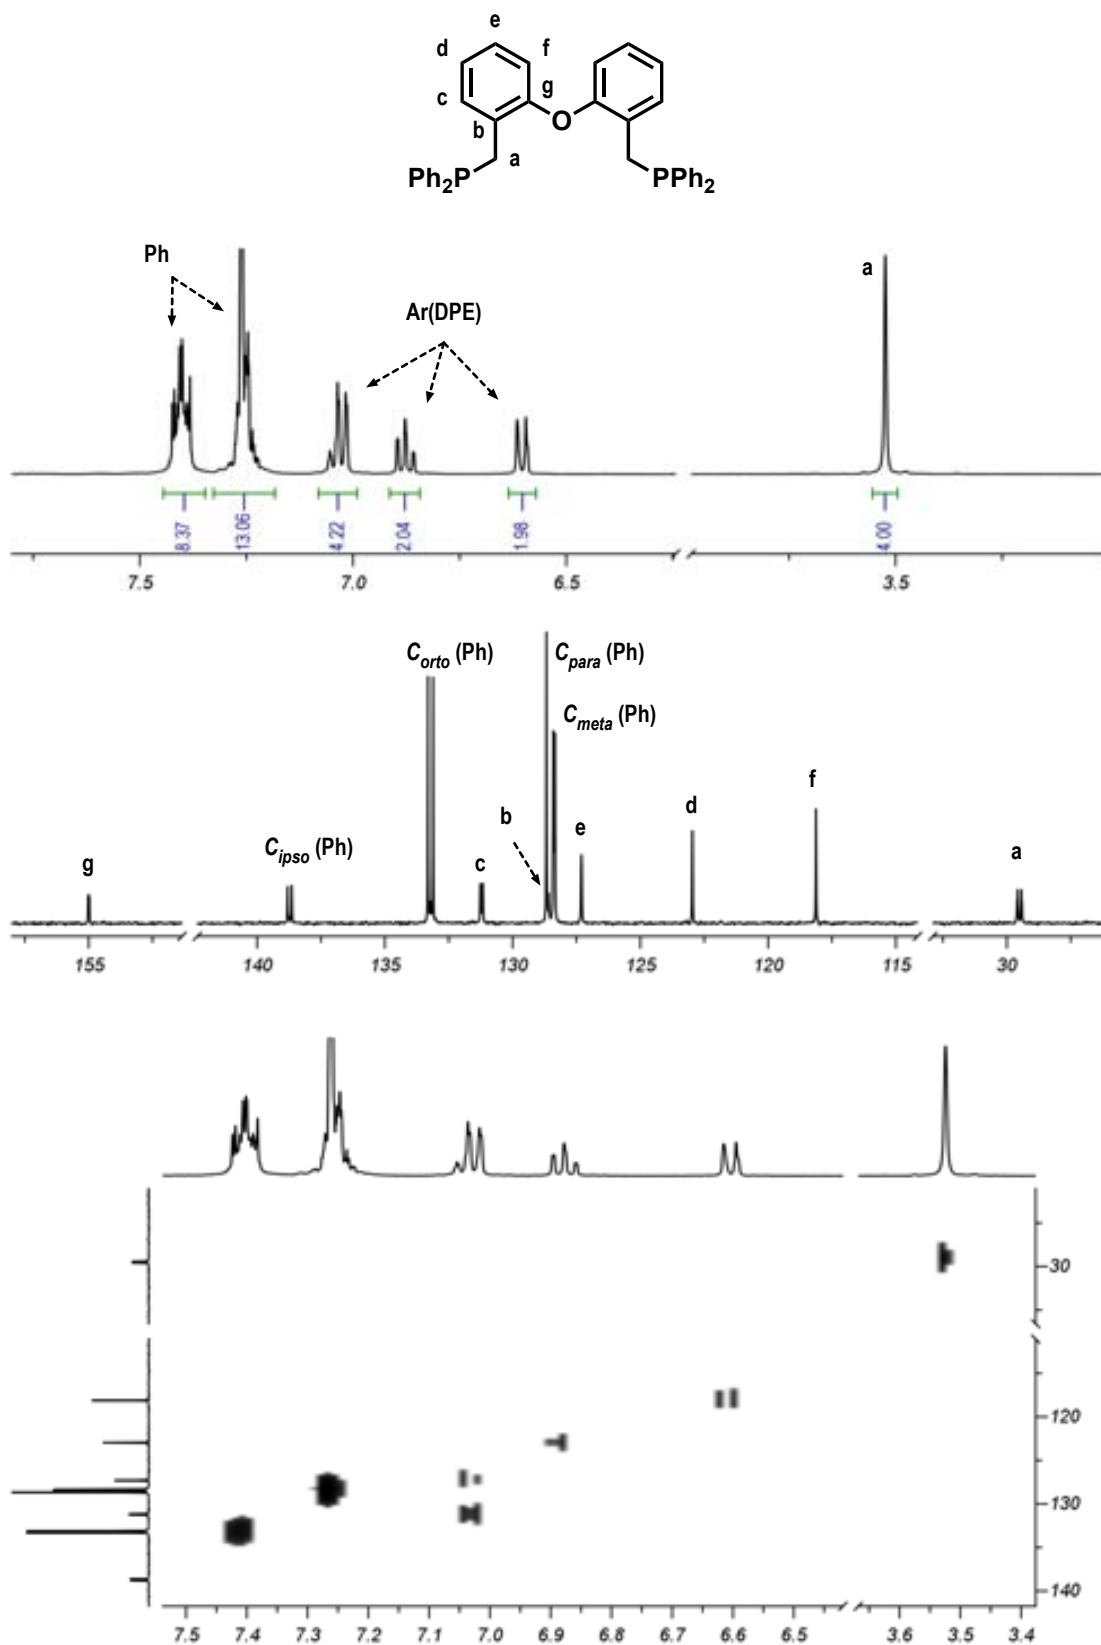 e
d
f
g
c
b
O
a
Ph2P
PPh2
Ph
Ar(DPE)
a
8.37
13.06
4.22
2.04
1.98
4.00
7.5 7.0 6.5 3.5
Corto (Ph)
Cpara (Ph)
Cmeta (Ph)
g
Cipso (Ph)
c
b
e
d
f
a
155 140 135 130 125 120 115 30
30
120
130
140
7.5 7.4 7.3 7.2 7.1 7.0 6.9 6.8 6.7 6.6 6.5 3.6 3.5 3.4